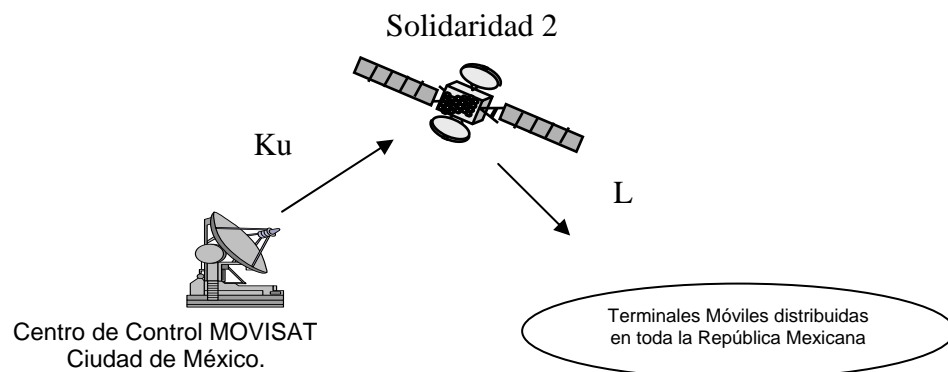 Solidaridad 2
Ku
L
Centro de Control MOVISAT
Ciudad de México.
Terminales Móviles distribuidas
en toda la República Mexicana